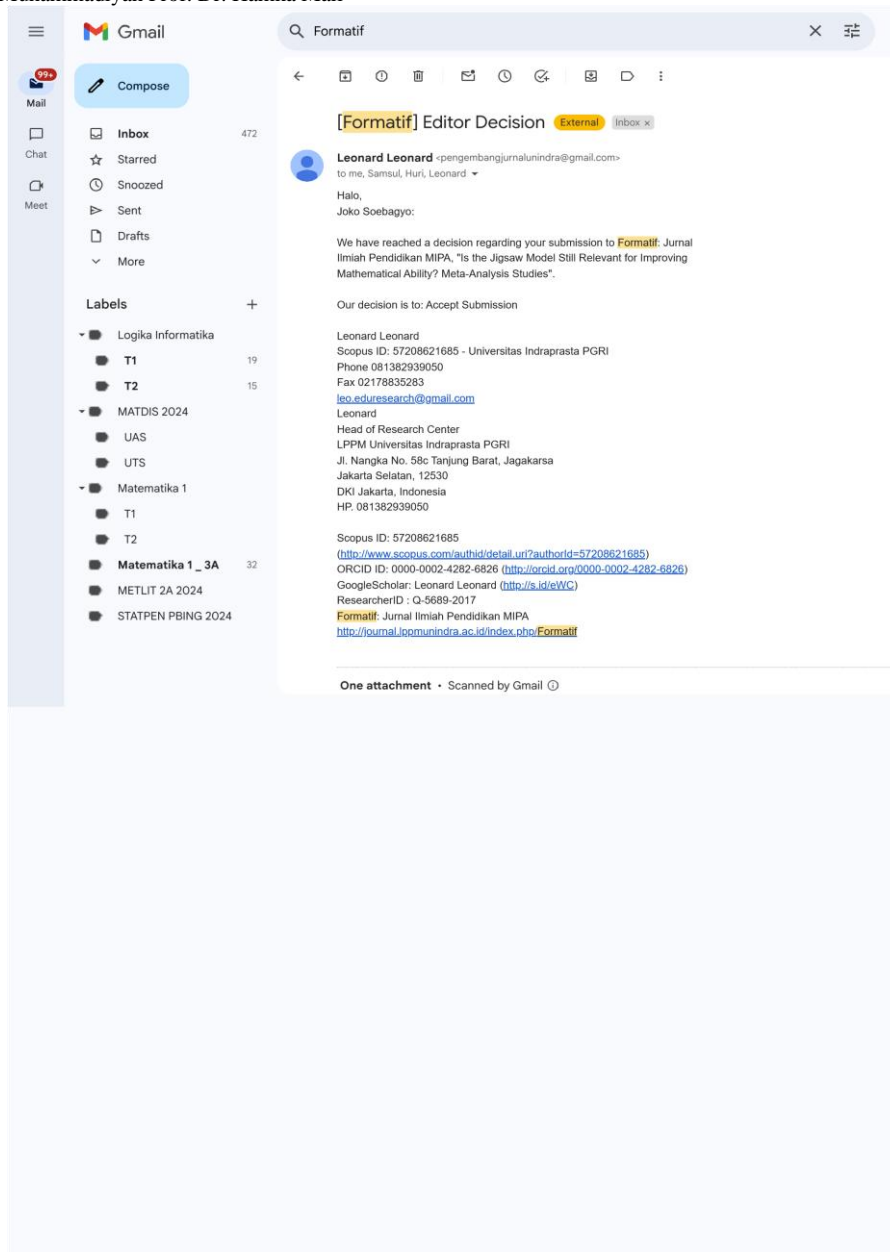 Formatif
Gmail
99+
Mail
Chat
Meet
Compose
Inbox 472
Starred
Snoozed
Sent
Drafts
More
Labels
Logika Informatika
T1 19
T2 15
MATDIS 2024
UAS
UTS
Matematika 1
T1
T2
Matematika 1 _ 3A 32
METLIT 2A 2024
STATPEN PBING 2024
[Formatif] Editor Decision External Inbox x
Leonard Leonard <pengembangjurnalunindra@gmail.com>
to me, Samsul, Huri, Leonard
Halo,
Joko Soebagyo:
We have reached a decision regarding your submission to Formatif: Jurnal
Ilmiah Pendidikan MIPA, "Is the Jigsaw Model Still Relevant for Improving
Mathematical Ability? Meta-Analysis Studies".
Our decision is to: Accept Submission
Leonard Leonard
Scopus ID: 57208621685 - Universitas Indraprasta PGRI
Phone 081382939050
Fax 02178835283
leo.eduresearch@gmail.com
Leonard
Head of Research Center
LPPM Universitas Indraprasta PGRI
Jl. Nangka No. 58c Tanjung Barat, Jagakarsa
Jakarta Selatan, 12530
DKI Jakarta, Indonesia
HP. 081382939050
Scopus ID: 57208621685
(http://www.scopus.com/authid/detail.uri?authorId=57208621685)
ORCID ID: 0000-0002-4282-6826 (http://orcid.org/0000-0002-4282-6826)
GoogleScholar: Leonard Leonard (http://s.id/eWC)
ResearcherID : Q-5689-2017
Formatif: Jurnal Ilmiah Pendidikan MIPA
http://journal.lppmunindra.ac.id/index.php/Formatif
One attachment • Scanned by Gmail